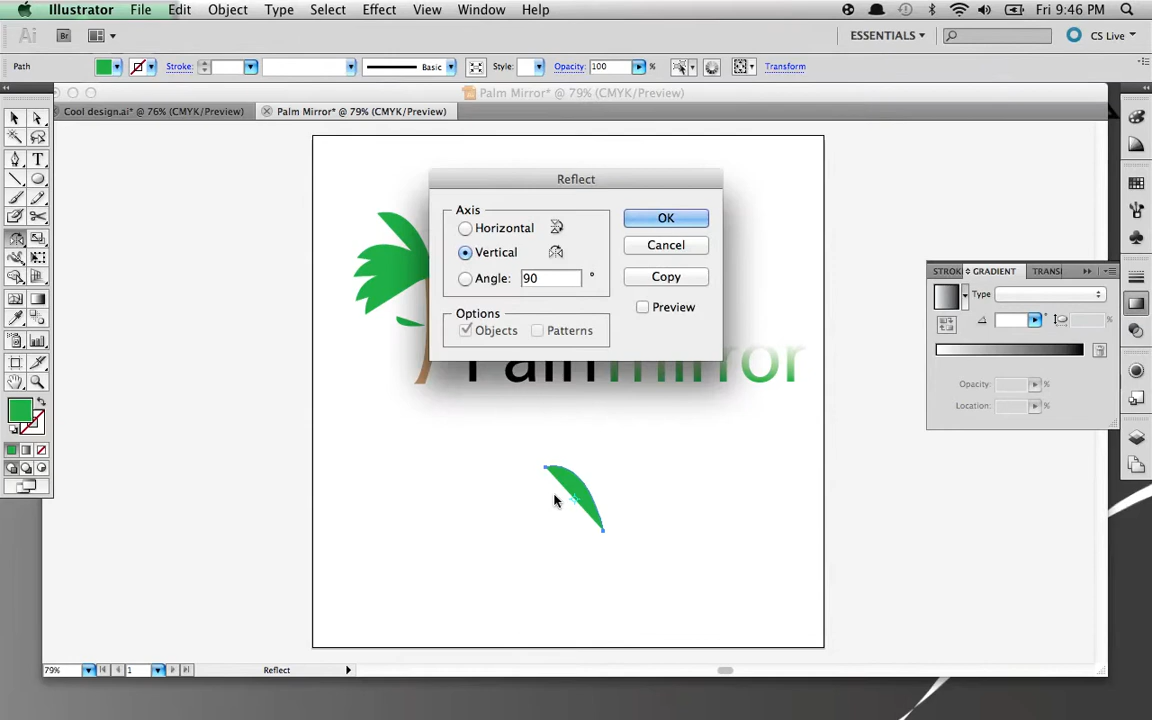 Illustrator File Edit Object Type Select Effect View Window Help Fri 9:46 PM
Ai Br ESSENTIALS CS Live
Path Stroke: Basic Style: Opacity: 100 % Transform
Palm Mirror* @ 79% (CMYK/Preview)
Cool design.ai* @ 76% (CMYK/Preview) Palm Mirror* @ 79% (CMYK/Preview)
Reflect
Axis
Horizontal
Vertical
Angle: 90 °
Options
Objects Patterns
OK
Cancel
Copy
Preview
Palm mirror
STROK GRADIENT TRANSI
Type
°
%
Opacity: %
Location: %
79% 1 Reflect